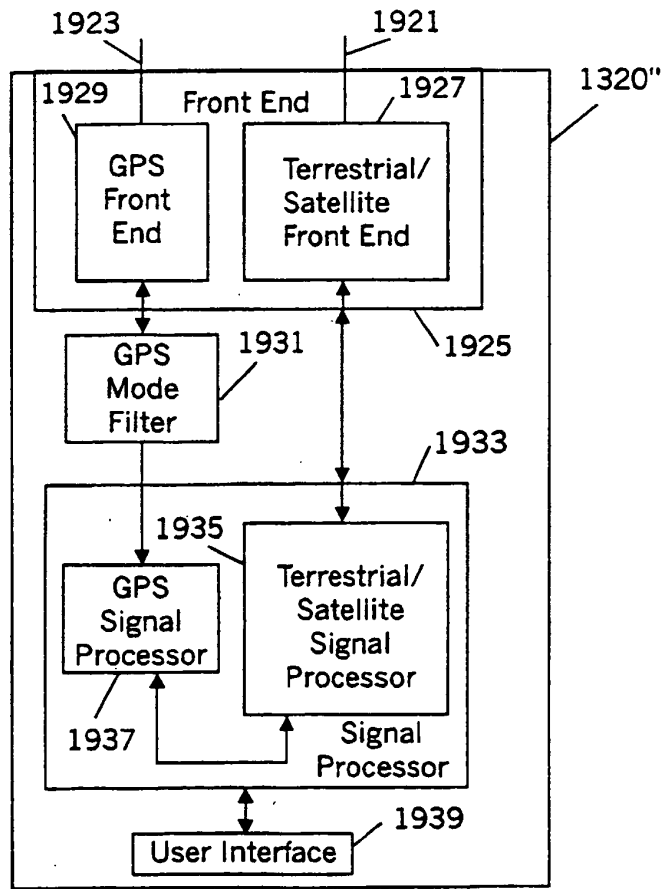 1923
1921
1320"
1929
Front End
1927
GPS
Front
End
Terrestrial/
Satellite
Front End
1925
GPS
Mode
Filter
1931
1933
1935
GPS
Signal
Processor
Terrestrial/
Satellite
Signal
Processor
1937
Signal
Processor
1939
User Interface